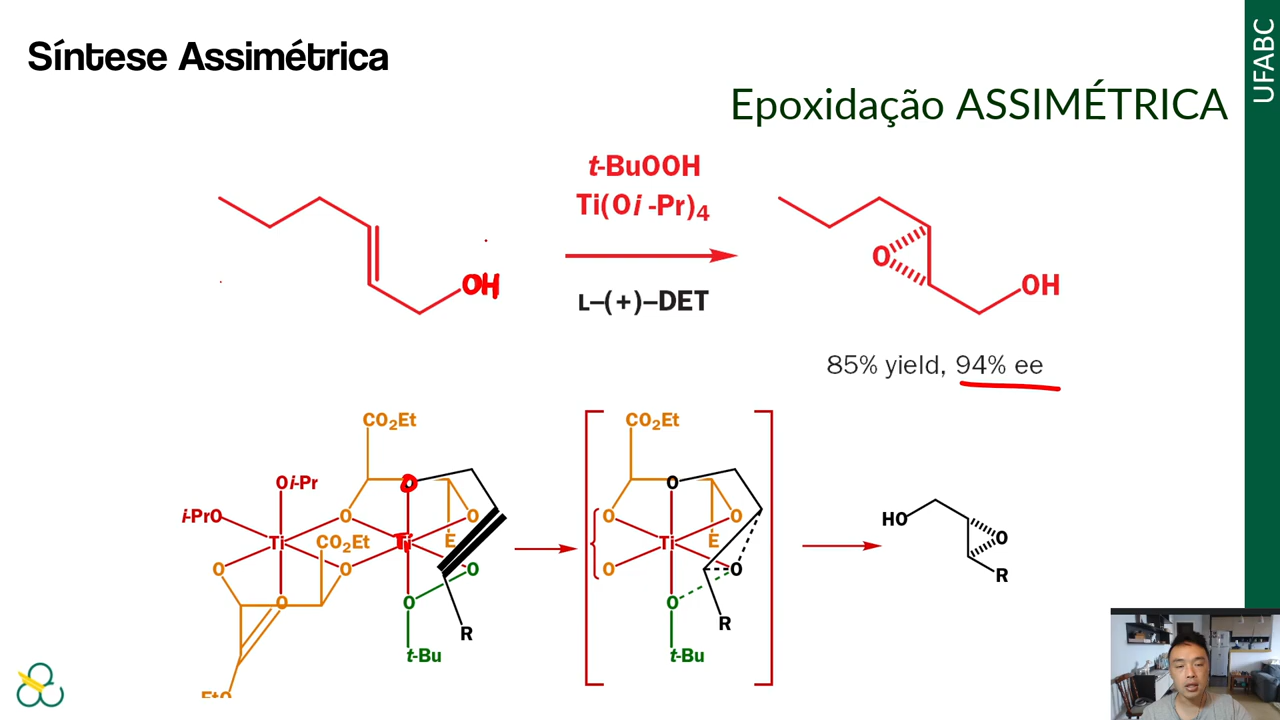 Síntese Assimétrica
UFABC
Epoxidação ASSIMÉTRICA
t-BuOOH
Ti(Oi -Pr)4
L–(+)–DET
OH
O
OH
85% yield, 94% ee
CO2Et
Oi-Pr
O
i-PrO
O
O
Ti
CO2Et
Ti
E
O
O
O
O
O
R
t-Bu
EtO
CO2Et
O
O
O
Ti
E
O
O
O
R
t-Bu
HO
O
R